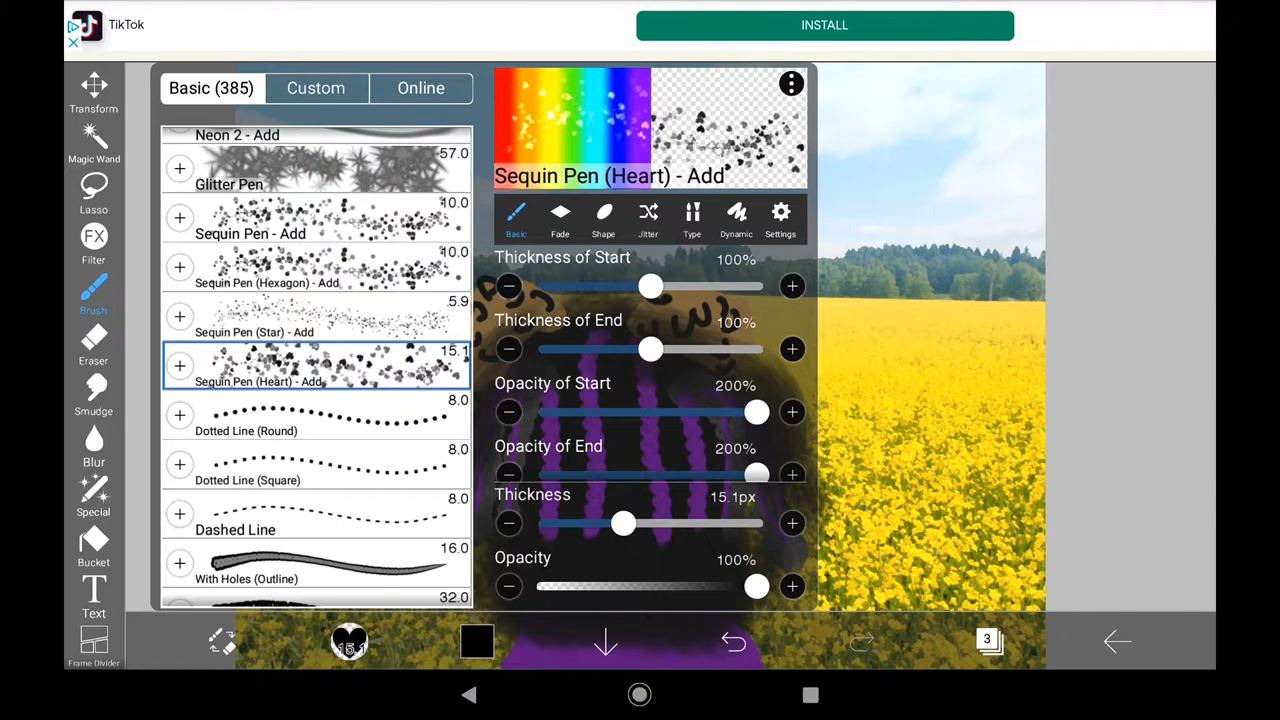 TikTok
INSTALL
Transform
Magic Wand
Lasso
FX
Filter
Brush
Eraser
Smudge
Blur
Special
Bucket
T
Text
Frame Divider
Basic (385)
Custom
Online
Neon 2 - Add
57.0
Glitter Pen
10.0
Sequin Pen - Add
10.0
Sequin Pen (Hexagon) - Add
5.9
Sequin Pen (Star) - Add
15.1
Sequin Pen (Heart) - Add
8.0
Dotted Line (Round)
8.0
Dotted Line (Square)
8.0
Dashed Line
16.0
With Holes (Outline)
32.0
Sequin Pen (Heart) - Add
Basic
Fade
Shape
Jitter
Type
Dynamic
Settings
Thickness of Start
100%
Thickness of End
100%
Opacity of Start
200%
Opacity of End
200%
Thickness
15.1px
Opacity
100%
15.1
3